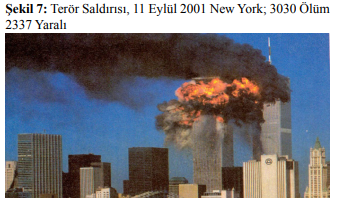 Şekil 7: Terör Saldırısı, 11 Eylül 2001 New York; 3030 Ölüm
2337 Yaralı